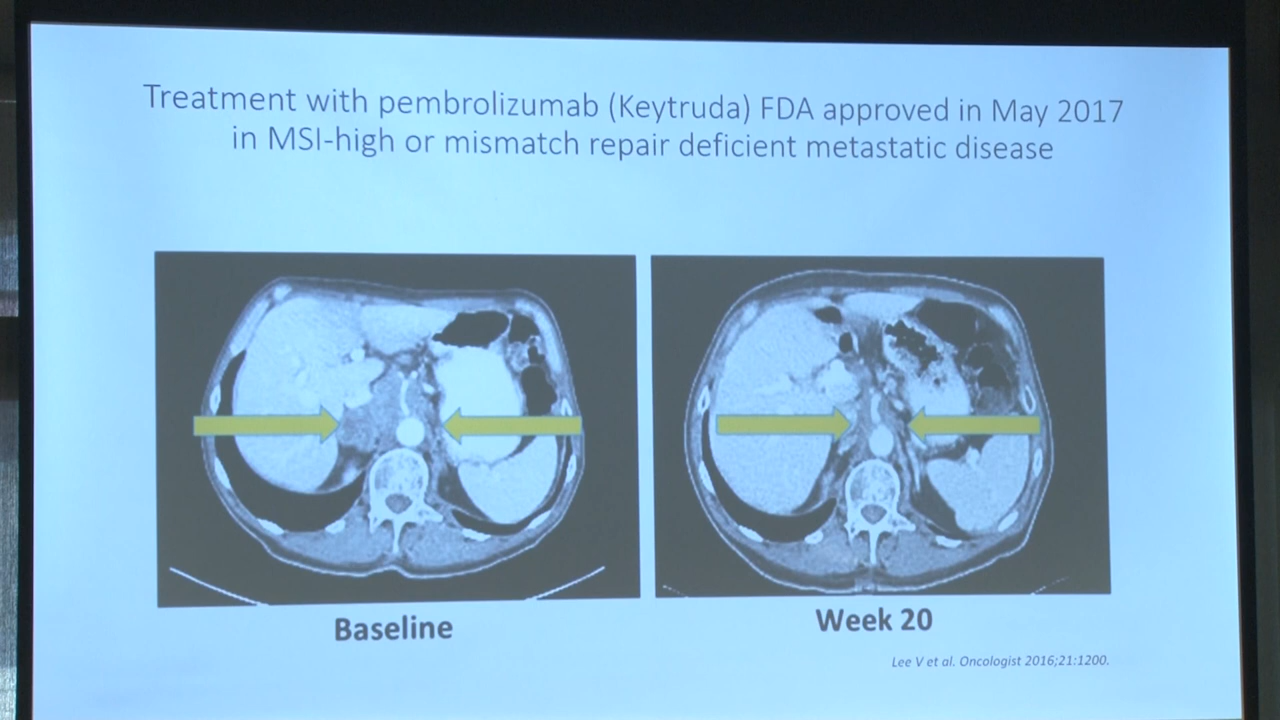 Treatment with pembrolizumab (Keytruda) FDA approved in May 2017
in MSI-high or mismatch repair deficient metastatic disease
Baseline
Week 20
Lee V et al. Oncologist 2016;21:1200.